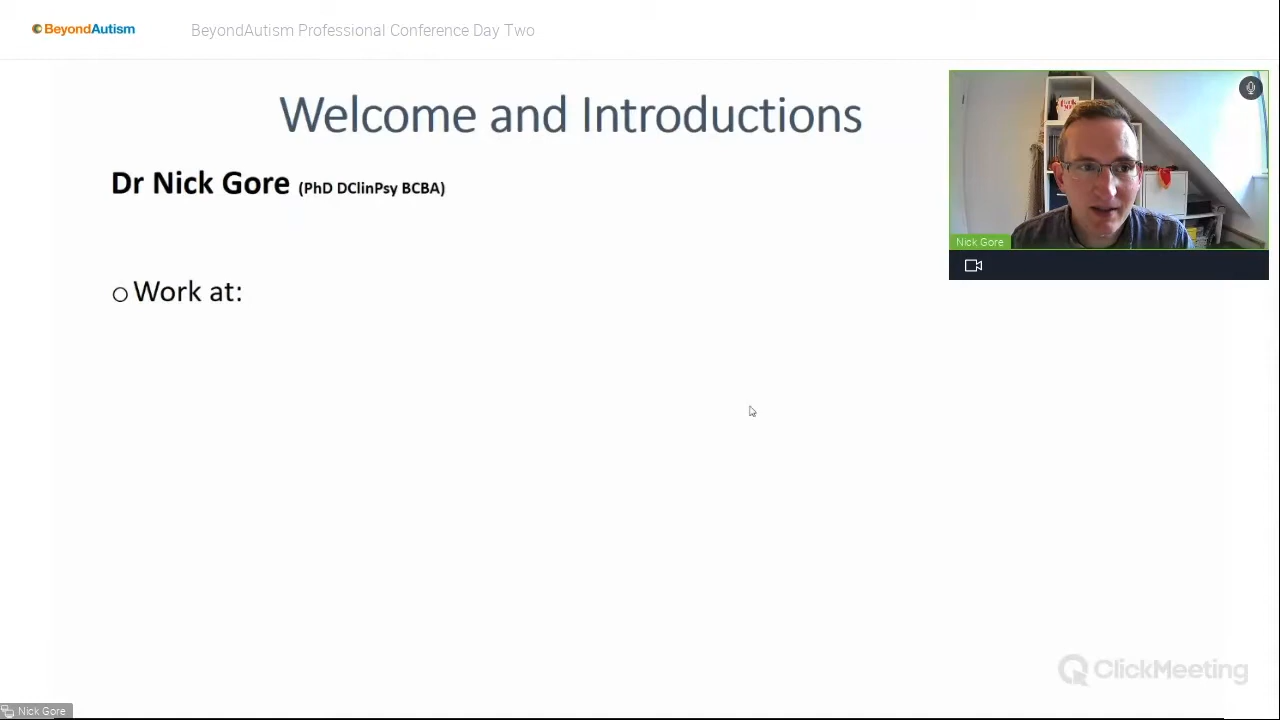 BeyondAutism
BeyondAutism Professional Conference Day Two
Welcome and Introductions
Dr Nick Gore (PhD DClinPsy BCBA)
Nick Gore
○ Work at:
ClickMeeting
Nick Gore